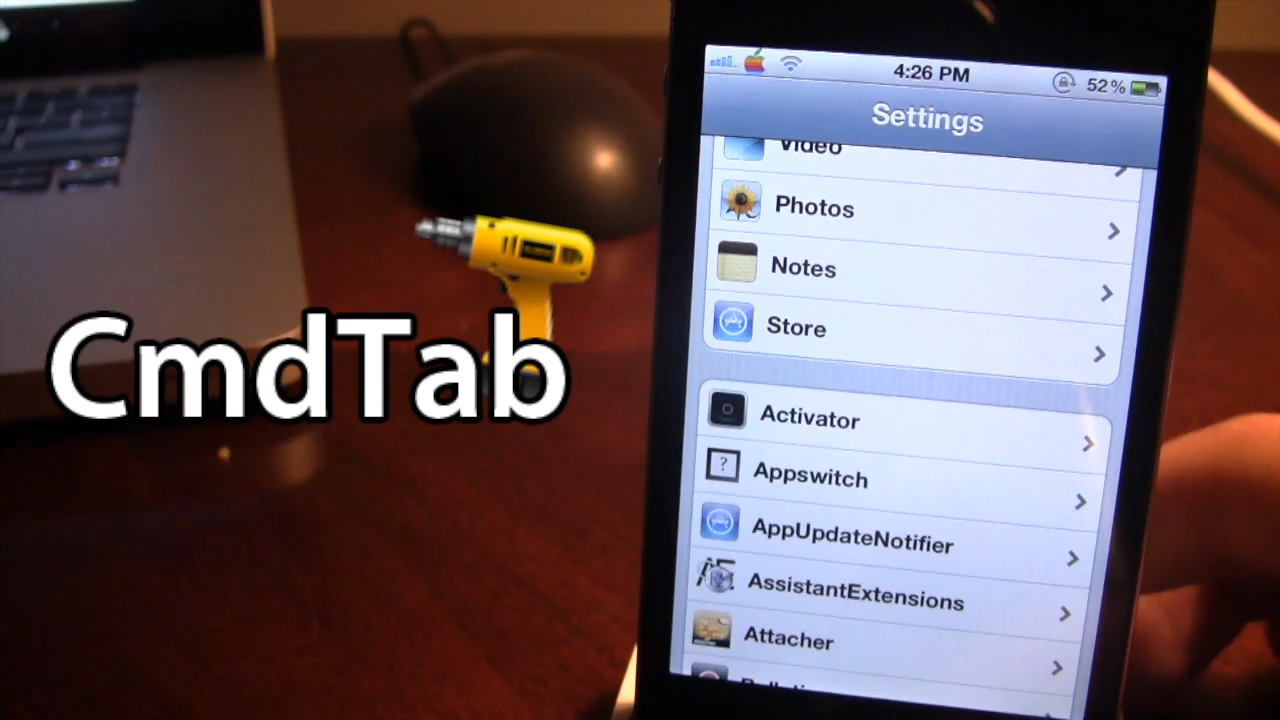 4:26 PM
52%
Settings
Video
Photos
Notes
Store
Activator
Appswitch
AppUpdateNotifier
AssistantExtensions
Attacher
CmdTab